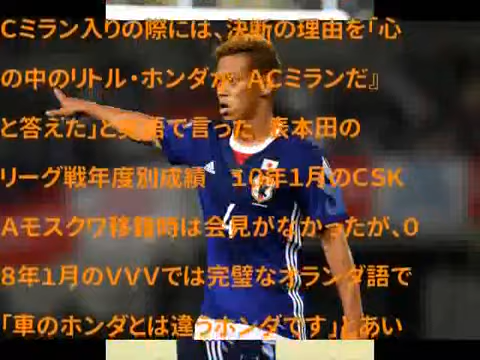 Cミラン入りの際には、決断の理由を「心
の中のリトル・ホンダが、ACミランだ』
と答えた」と英語で言った。表本田の
リーグ戦年度別成績　10年1月のCSK
Aモスクワ移籍時は会見がなかったが、0
8年1月のVVVでは完璧なオランダ語で
「車のホンダとは違うホンダです」とあい
4